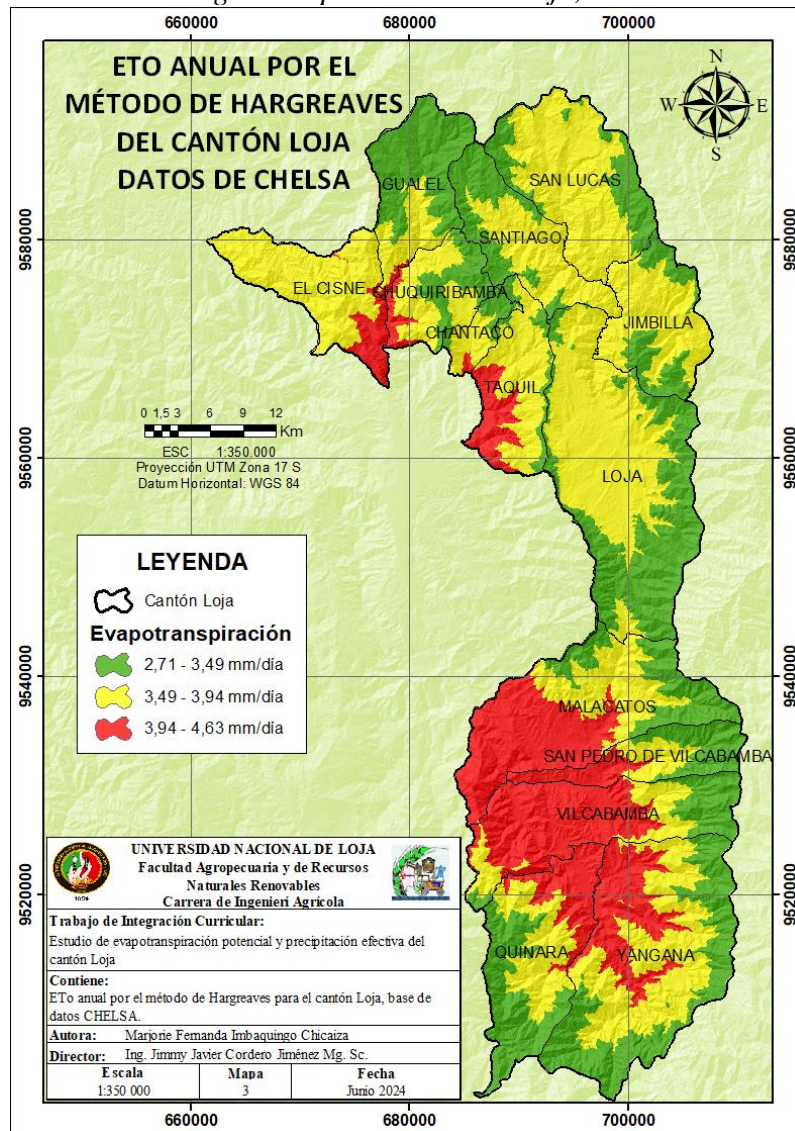 660000 680000 700000
ETO ANUAL POR EL
MÉTODO DE HARGREAVES
DEL CANTÓN LOJA
DATOS DE CHELSA
N
W E
S
9580000 9580000
GUALEL
SAN LUCAS
SANTIAGO
EL CISNE
CHUQUIRIBAMBA
JIMBILLA
CHANTACO
TAQUIL
LOJA
0 1,5 3 6 9 12
Km
ESC 1:350.000
Proyección UTM Zona 17 S
Datum Horizontal: WGS 84
9560000 9560000
LEYENDA
Cantón Loja
Evapotranspiración
2,71 - 3,49 mm/día
3,49 - 3,94 mm/día
3,94 - 4,63 mm/día
9540000 9540000
MALACATOS
SAN PEDRO DE VILCABAMBA
VILCABAMBA
QUINARA
YANGANA
9520000 9520000
1859
UNIVERSIDAD NACIONAL DE LOJA
Facultad Agropecuaria y de Recursos
Naturales Renovables
Carrera de Ingenierí Agrícola
Trabajo de Integración Curricular:
Estudio de evapotranspiración potencial y precipitación efectiva del
cantón Loja
Contiene:
ETo anual por el método de Hargreaves para el cantón Loja, base de
datos CHELSA.
Autora: Marjorie Fernanda Imbaquingo Chicaiza
Director: Ing. Jimmy Javier Cordero Jiménez Mg. Sc.
Escala Mapa Fecha
1:350 000 3 Junio 2024
660000 680000 700000